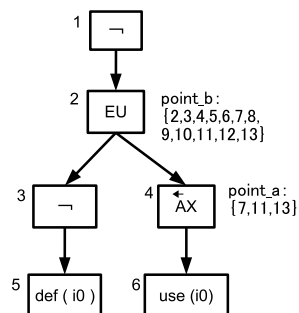 1 ¬
2 EU
point_b:
{2,3,4,5,6,7,8,
9,10,11,12,13}
3 ¬
4 ←AX
point_a:
{7,11,13}
5 def ( i0 )
6 use (i0)